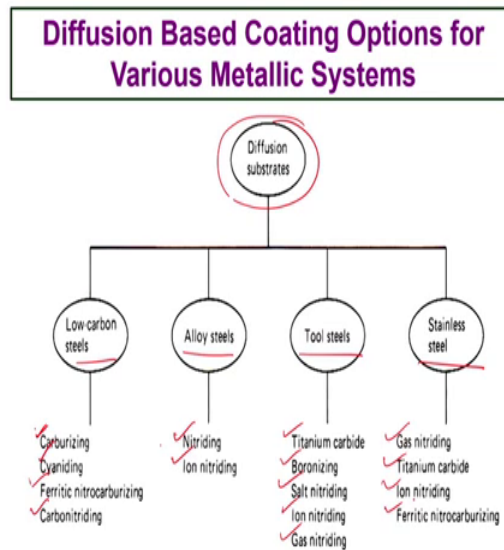 Diffusion Based Coating Options for
Various Metallic Systems
Diffusion
substrates
Low-carbon
steels
Alloy steels
Tool steels
Stainless
steel
Carburizing
Cyaniding
Ferritic nitrocarburizing
Carbonitriding
Nitriding
Ion nitriding
Titanium carbide
Boronizing
Salt nitriding
Ion nitriding
Gas nitriding
Gas nitriding
Titanium carbide
Ion nitriding
Ferritic nitrocarburizing